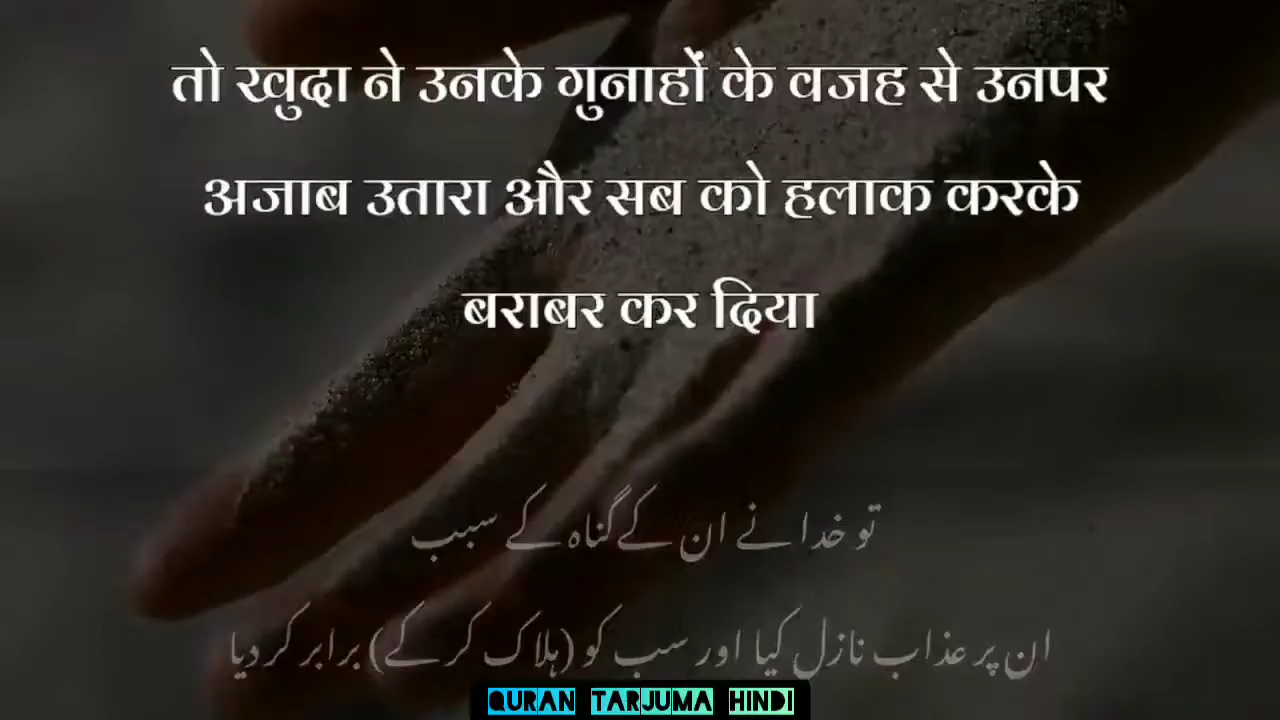 तो खुदा ने उनके गुनाहों के वजह से उनपर
अजाब उतारा और सब को हलाक करके
बराबर कर दिया
تو خدا نے ان کے گناہ کے سبب
ان پر عذاب نازل کیا اور سب کو (ہلاک کر کے) برابر کر دیا
QURAN TARJUMA HINDI